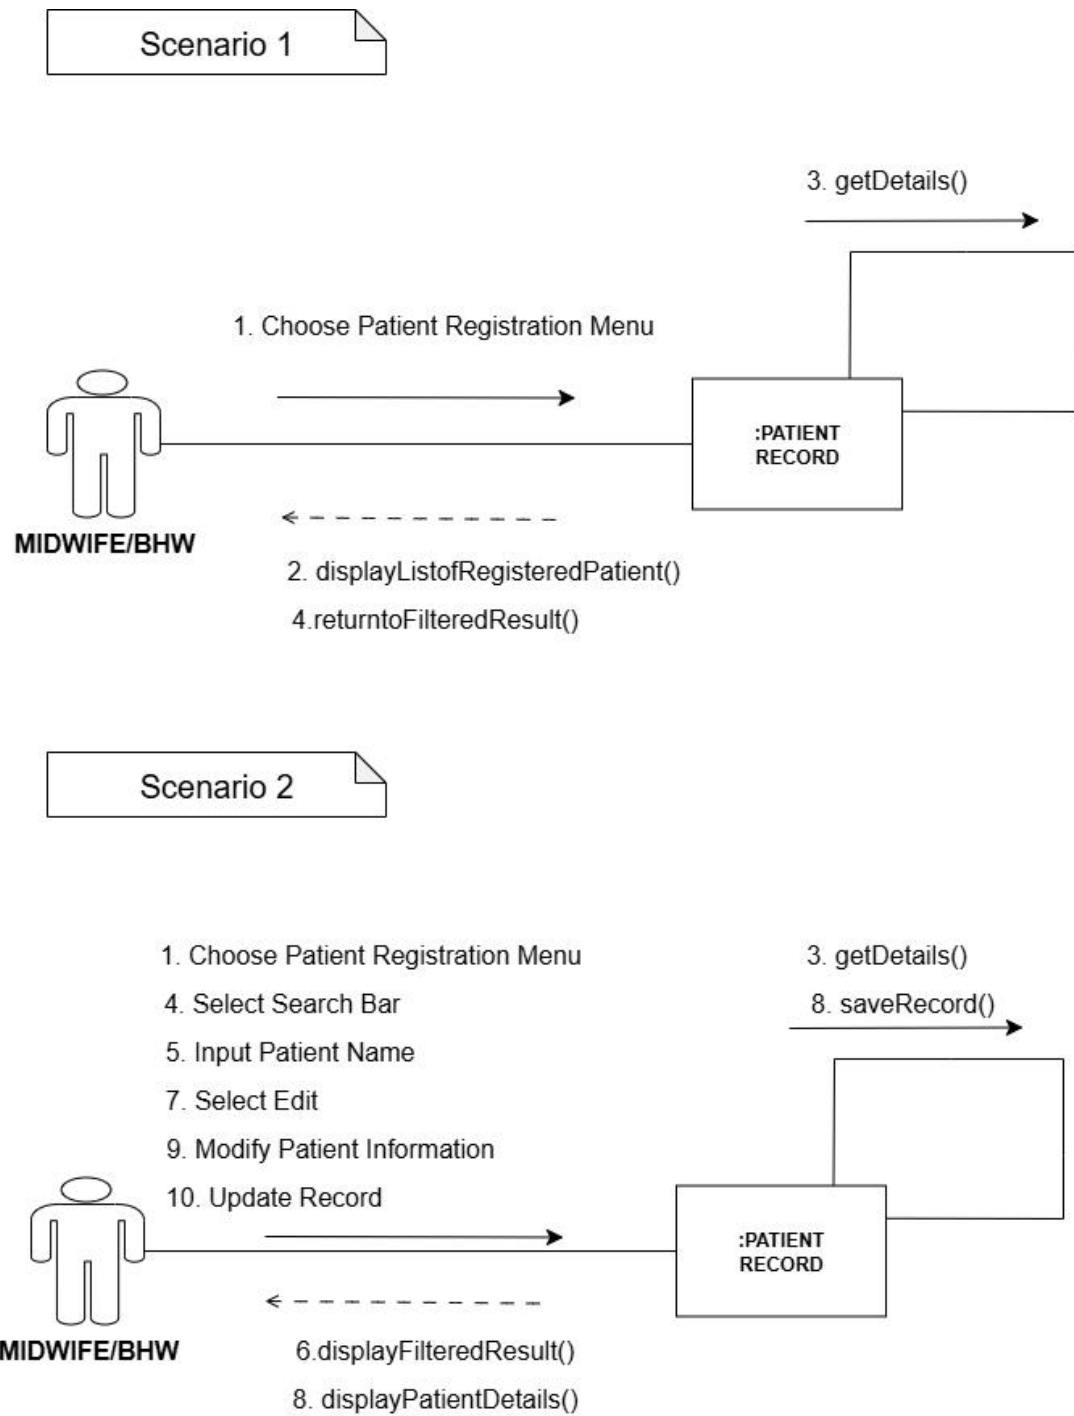 Scenario 1
3. getDetails()
1. Choose Patient Registration Menu
:PATIENT
RECORD
MIDWIFE/BHW
2. displayListofRegisteredPatient()
4.returntoFilteredResult()
Scenario 2
1. Choose Patient Registration Menu
4. Select Search Bar
5. Input Patient Name
7. Select Edit
9. Modify Patient Information
10. Update Record
3. getDetails()
8. saveRecord()
:PATIENT
RECORD
MIDWIFE/BHW
6.displayFilteredResult()
8. displayPatientDetails()